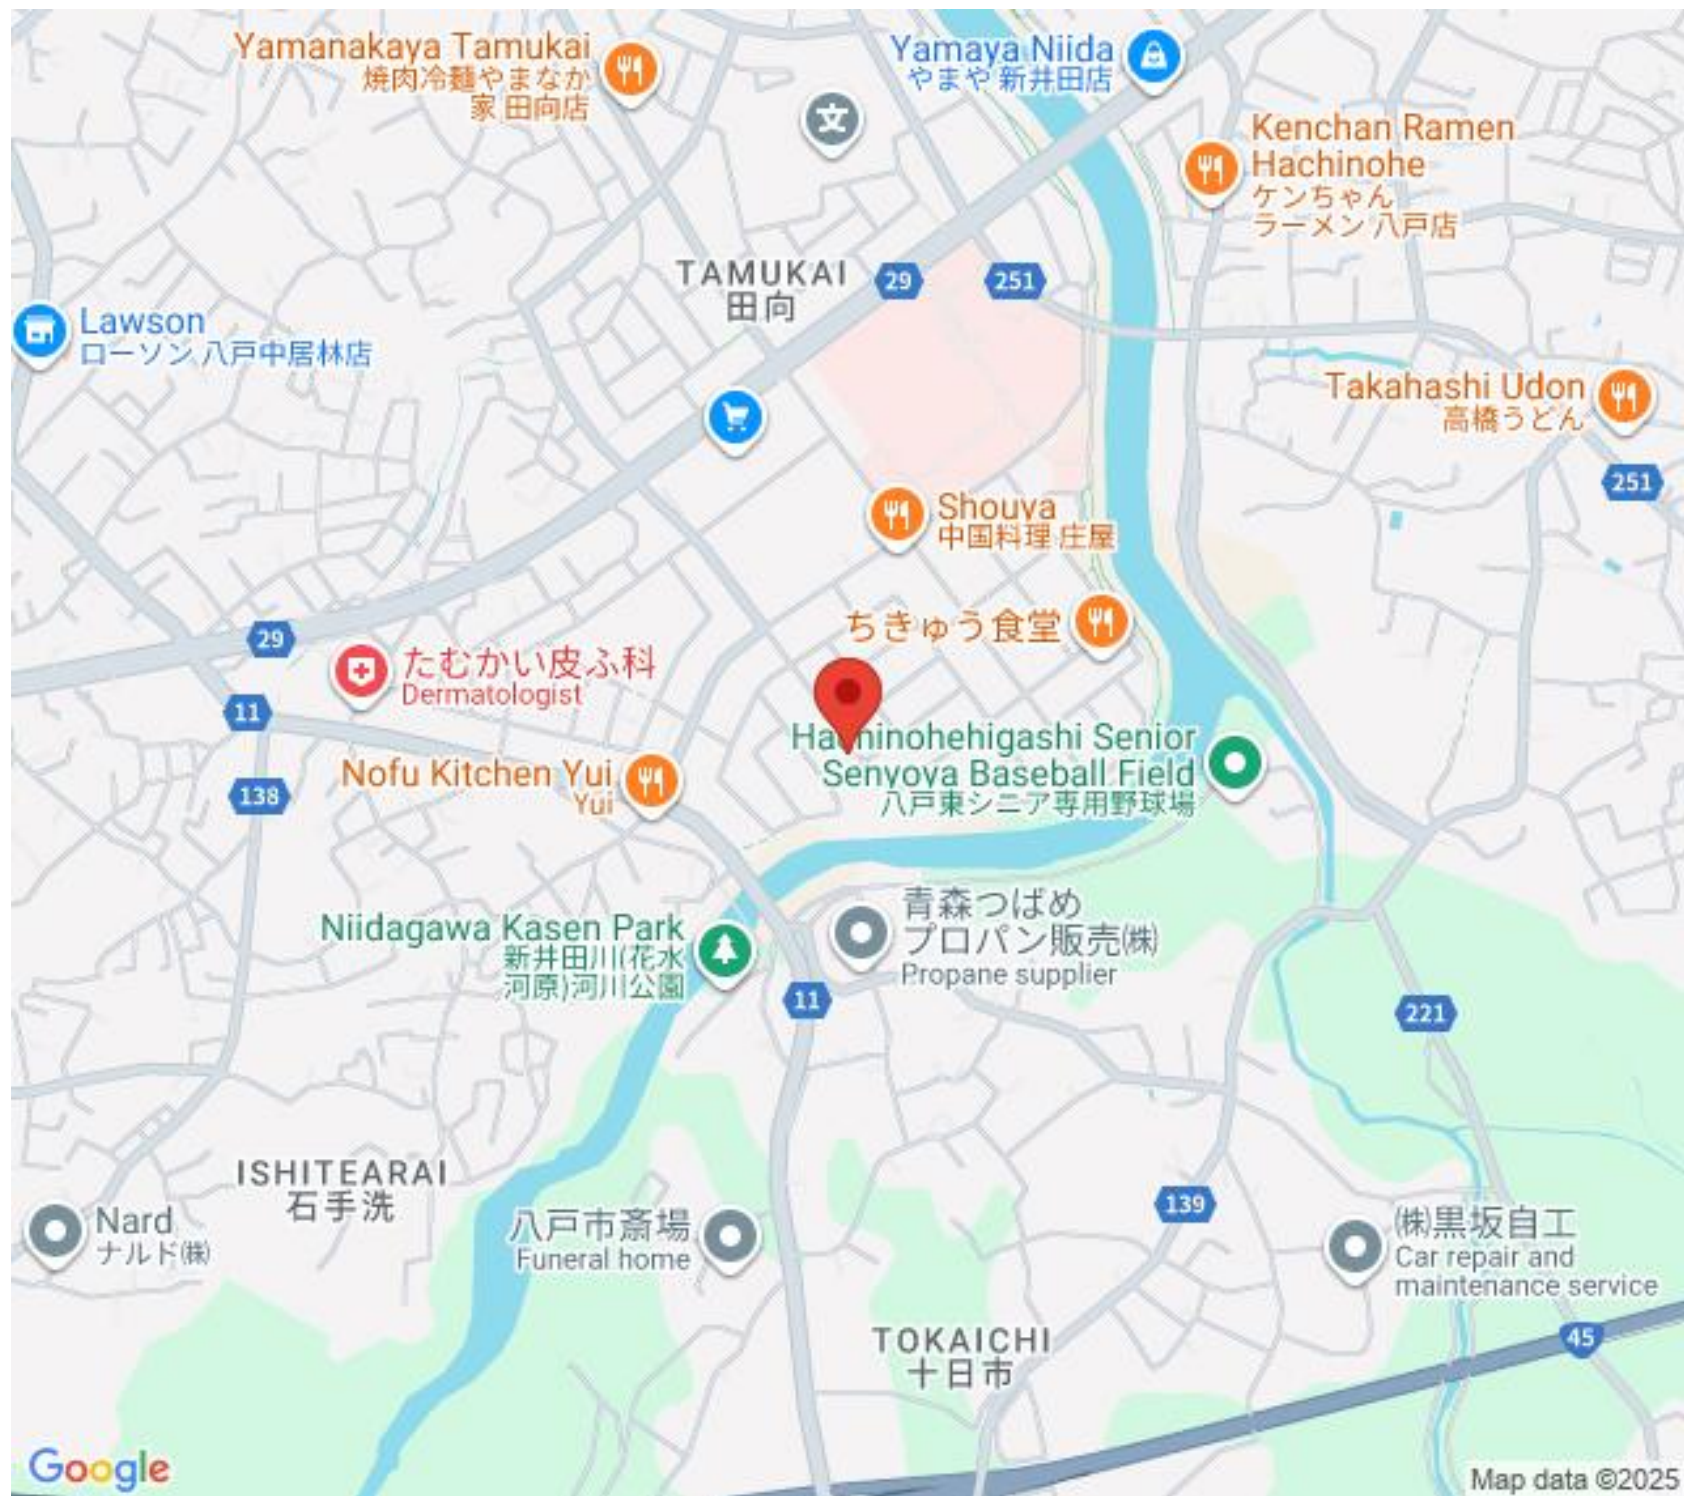 Yamanakaya Tamukai
焼肉冷麺やまなか
家 田向店
Yamaya Niida
やまや 新井田店
文
Kenchan Ramen
Hachinohe
ケンちゃん
ラーメン 八戸店
TAMUKAI
田向
29
251
Lawson
ローソン 八戸中居林店
Takahashi Udon
高橋うどん
251
Shouya
中国料理 庄屋
ちきゅう食堂
29
たむかい皮ふ科
Dermatologist
11
Hachinohehigashi Senior
Senyoya Baseball Field
八戸東シニア専用野球場
Nofu Kitchen Yui
Yui
138
Niidagawa Kasen Park
新井田川(花水
河原)河川公園
青森つばめ
プロパン販売㈱
Propane supplier
11
221
ISHITEARAI
石手洗
139
Nard
ナルド㈱
八戸市斎場
Funeral home
㈱黒坂自工
Car repair and
maintenance service
TOKAICHI
十日市
45
Google
Map data ©2025